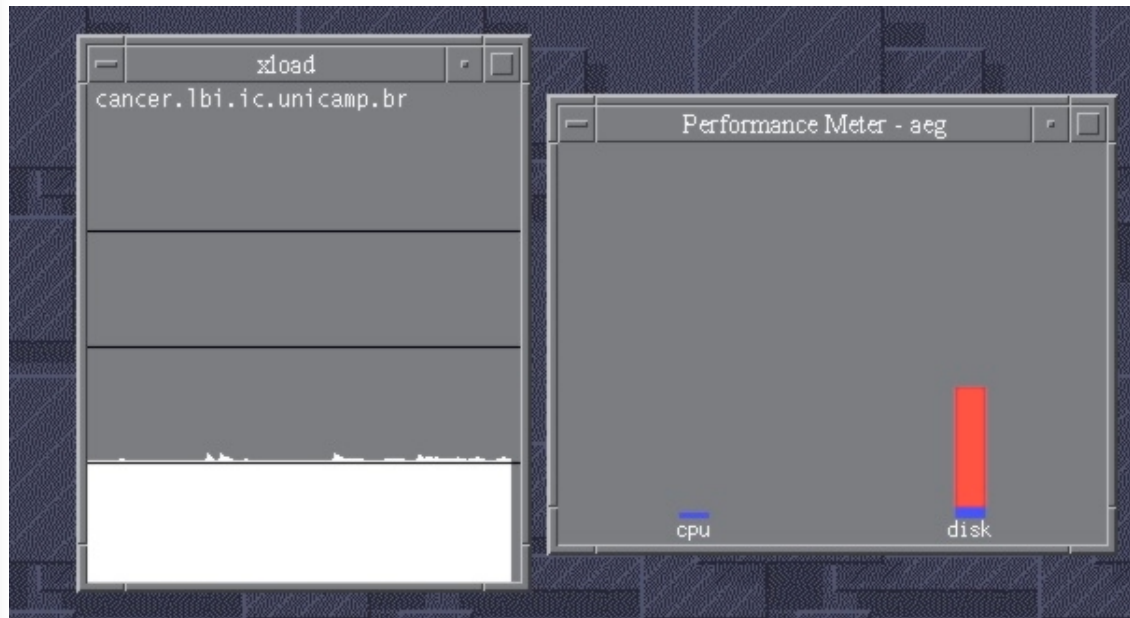 xload
cancer.lbi.ic.unicamp.br
Performance Meter - aeg
cpu
disk